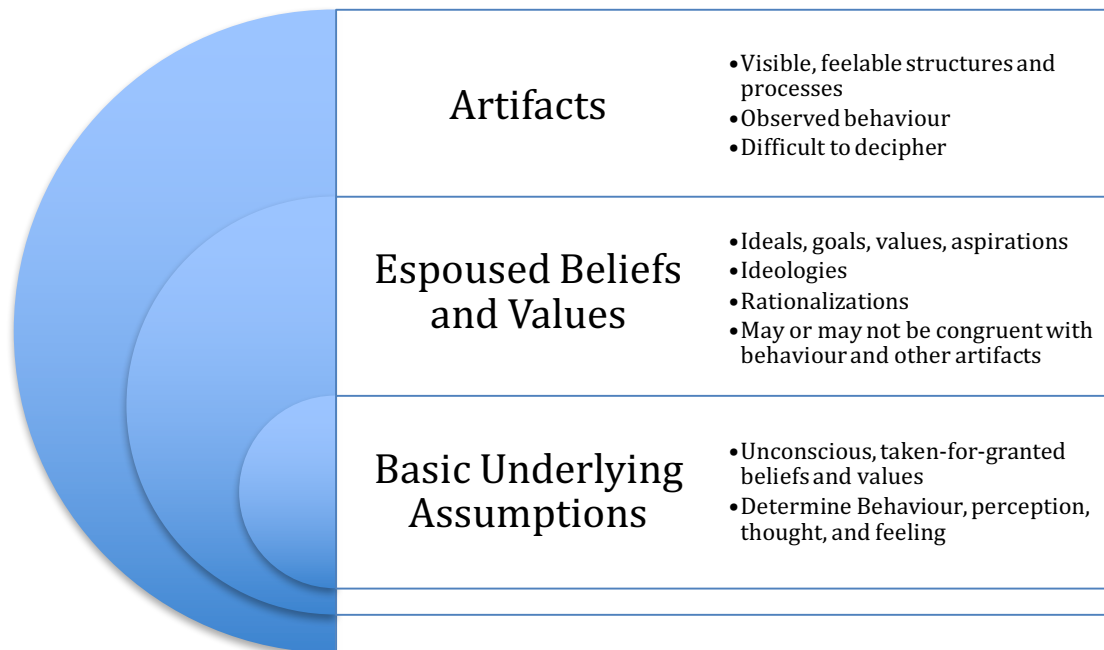 Artifacts
•Visible, feelable structures and
processes
•Observed behaviour
•Difficult to decipher
Espoused Beliefs
and Values
•Ideals, goals, values, aspirations
•Ideologies
•Rationalizations
•May or may not be congruent with
behaviour and other artifacts
Basic Underlying
Assumptions
•Unconscious, taken-for-granted
beliefs and values
•Determine Behaviour, perception,
thought, and feeling